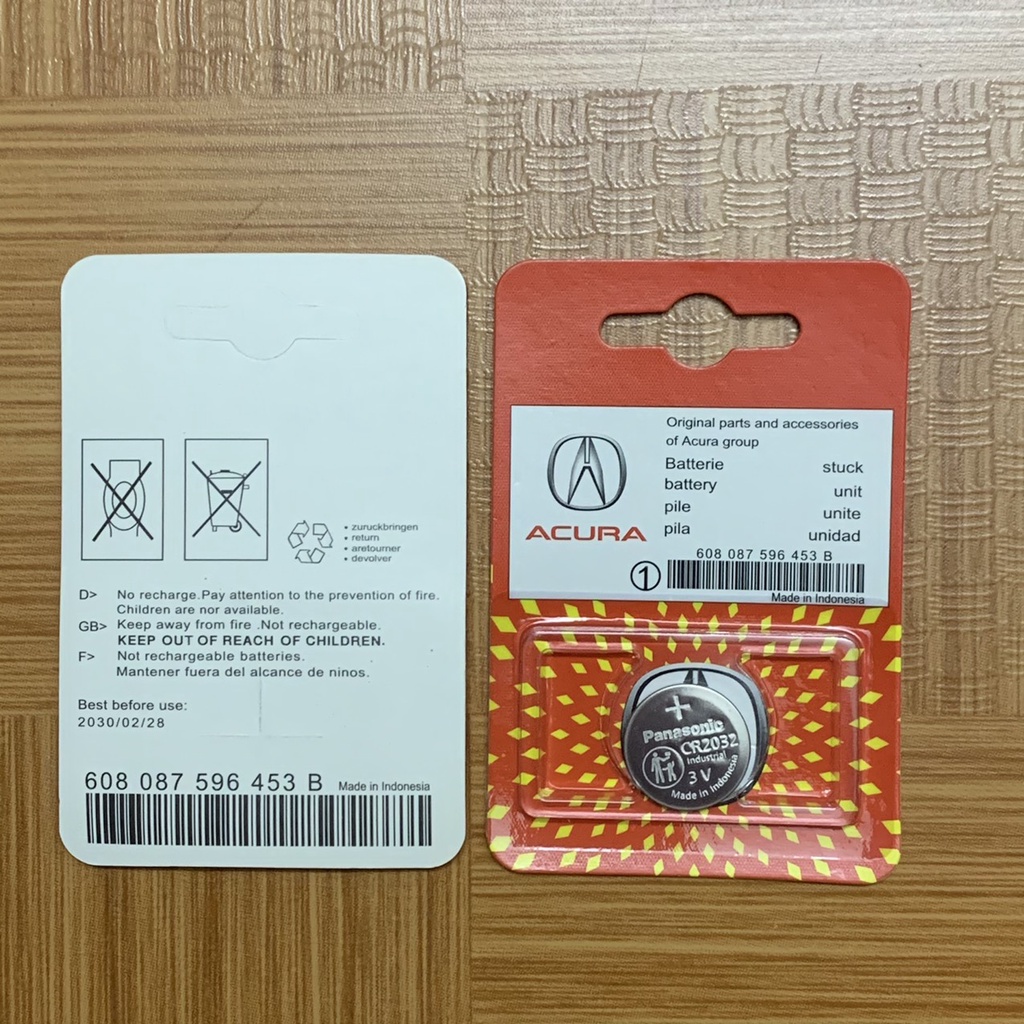 • zuruckbringen
• return
• aretourner
• devolver
D> No recharge.Pay attention to the prevention of fire.
Children are nor available.
GB> Keep away from fire .Not rechargeable.
KEEP OUT OF REACH OF CHILDREN.
F> Not rechargeable batteries.
Mantener fuera del alcance de ninos.
Best before use:
2030/02/28
608 087 596 453 B Made in Indonesia
Original parts and accessories
of Acura group
Batterie stuck
battery unit
pile unite
pila unidad
ACURA
608 087 596 453 B
1
Made in Indonesia
+
Panasonic
CR2032
Industrial
3 V
Made in Indonesia